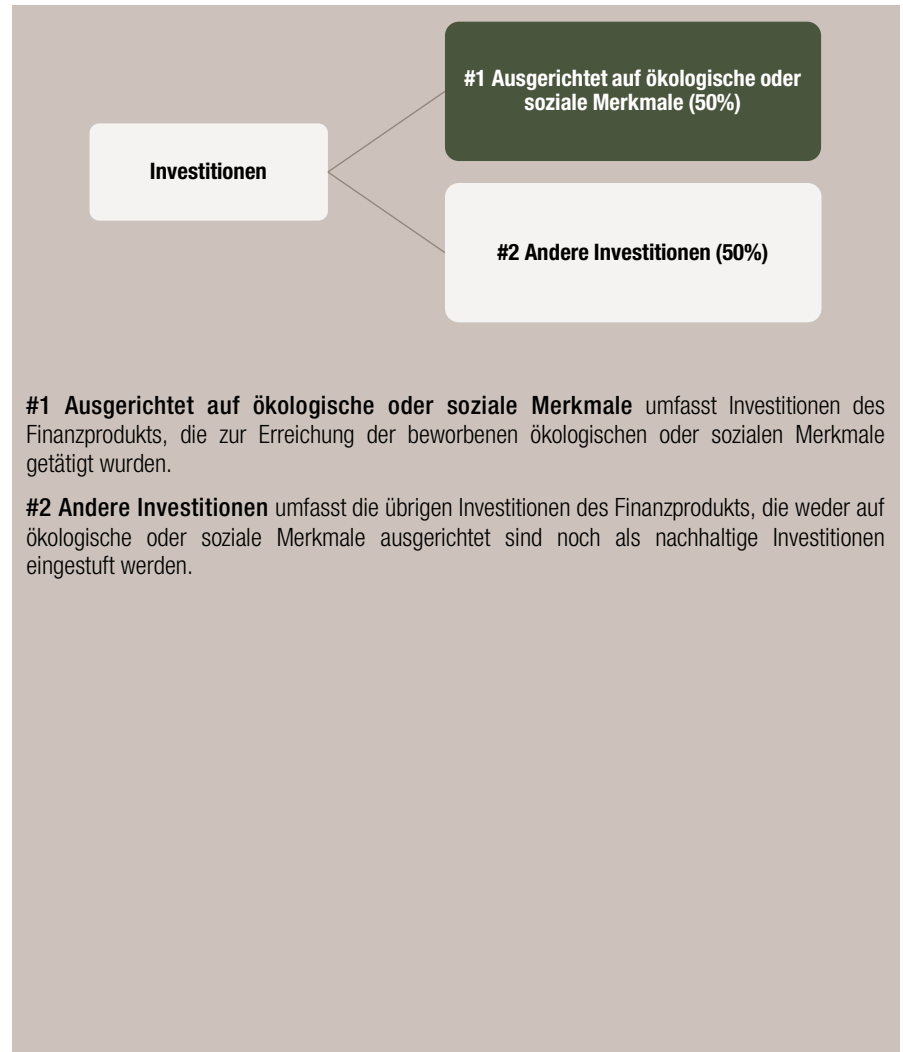 #1 Ausgerichtet auf ökologische oder
soziale Merkmale (50%)
Investitionen
#2 Andere Investitionen (50%)
#1 Ausgerichtet auf ökologische oder soziale Merkmale umfasst Investitionen des
Finanzprodukts, die zur Erreichung der beworbenen ökologischen oder sozialen Merkmale
getätigt wurden.
#2 Andere Investitionen umfasst die übrigen Investitionen des Finanzprodukts, die weder auf
ökologische oder soziale Merkmale ausgerichtet sind noch als nachhaltige Investitionen
eingestuft werden.